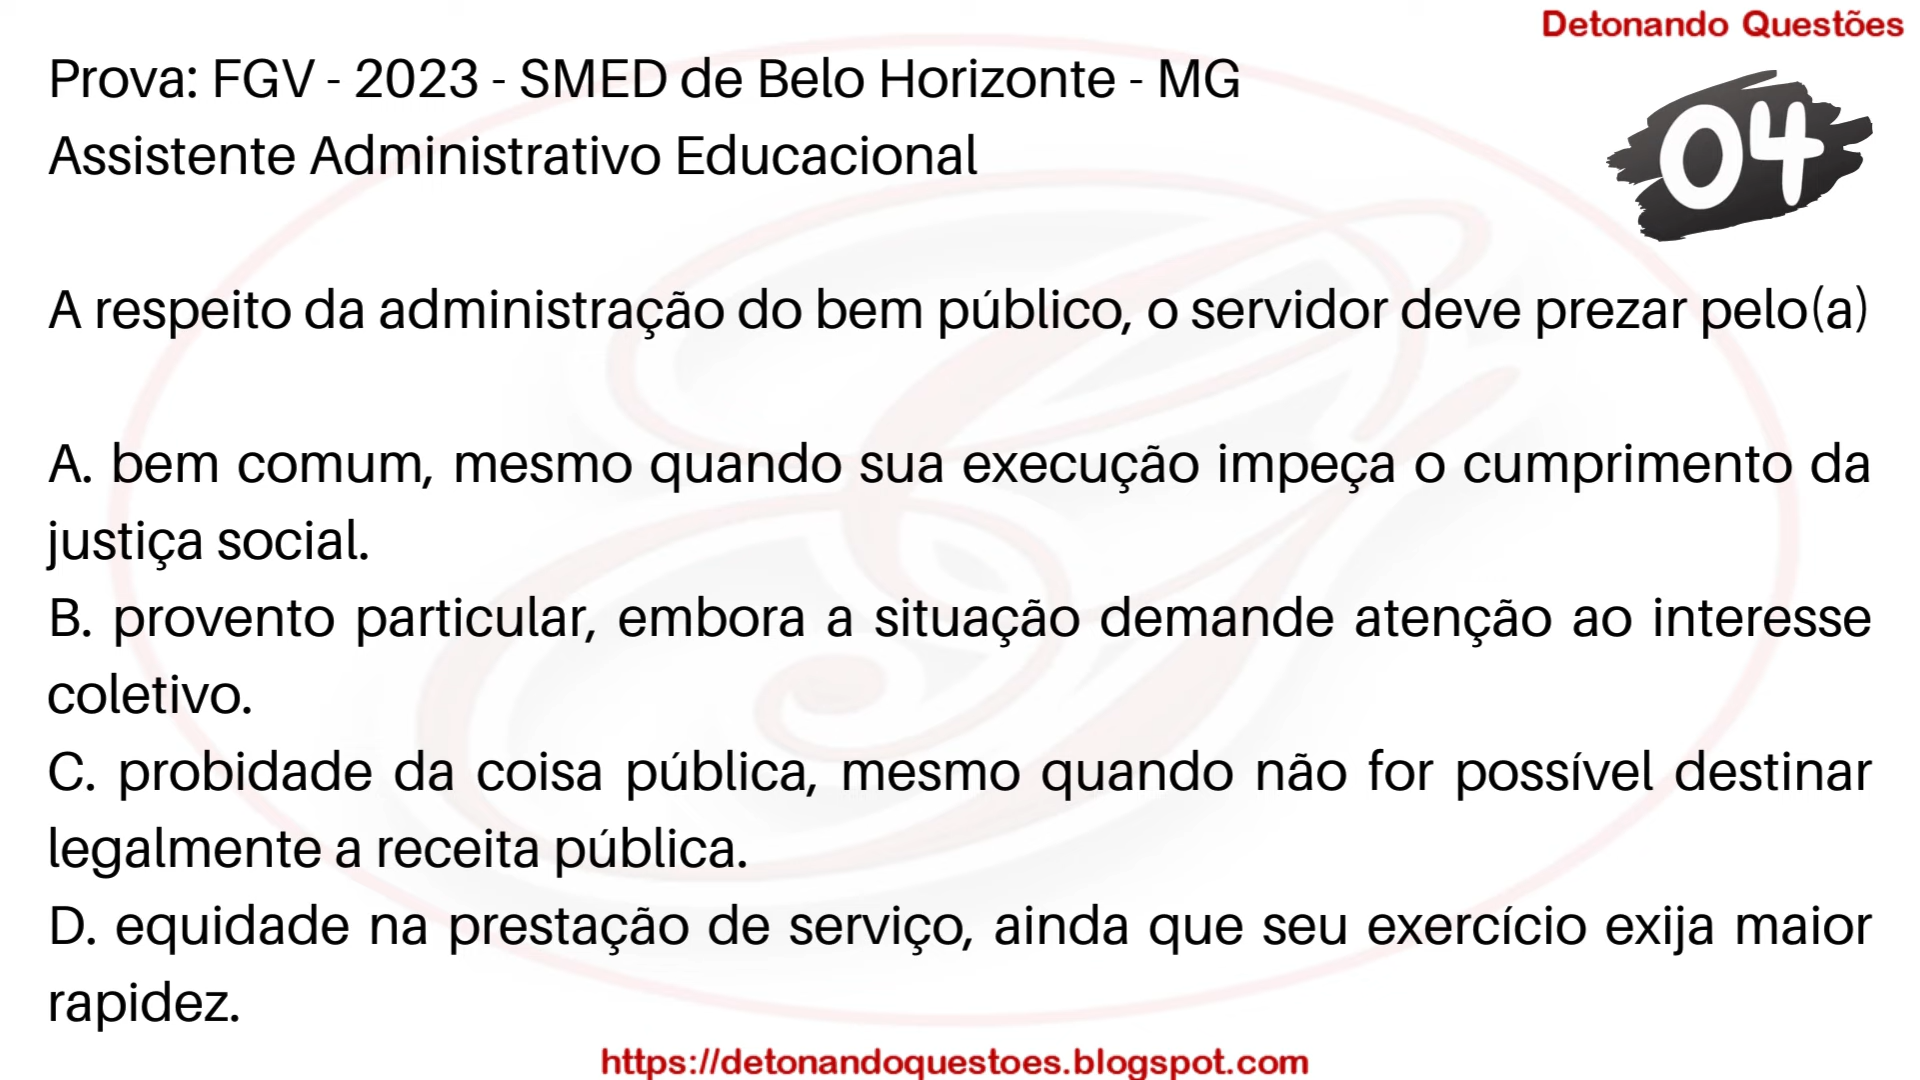 Detonando Questões
Prova: FGV - 2023 - SMED de Belo Horizonte - MG
Assistente Administrativo Educacional
04
A respeito da administração do bem público, o servidor deve prezar pelo(a)
A. bem comum, mesmo quando sua execução impeça o cumprimento da
justiça social.
B. provento particular, embora a situação demande atenção ao interesse
coletivo.
C. probidade da coisa pública, mesmo quando não for possível destinar
legalmente a receita pública.
D. equidade na prestação de serviço, ainda que seu exercício exija maior
rapidez.
https://detonandoquestoes.blogspot.com